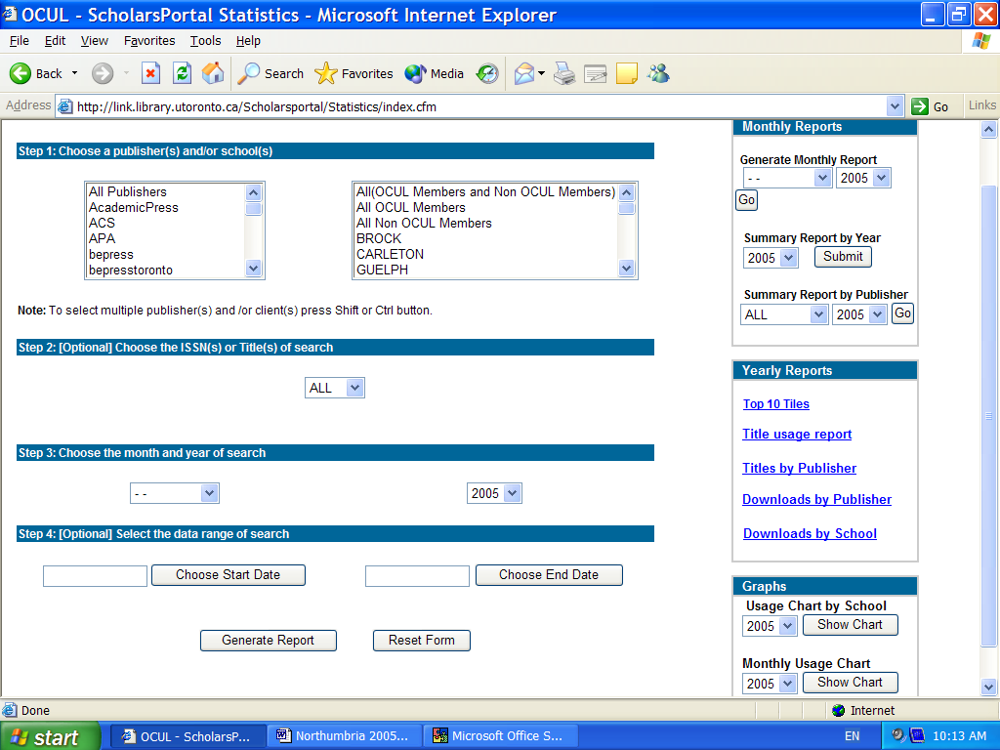 OCUL - ScholarsPortal Statistics - Microsoft Internet Explorer
File Edit View Favorites Tools Help
Back Search Favorites Media
Address http://link.library.utoronto.ca/Scholarsportal/Statistics/index.cfm Go Links
Step 1: Choose a publisher(s) and/or school(s)
All Publishers
AcademicPress
ACS
APA
bepress
bepresstoronto
All(OCUL Members and Non OCUL Members)
All OCUL Members
All Non OCUL Members
BROCK
CARLETON
GUELPH
Note: To select multiple publisher(s) and /or client(s) press Shift or Ctrl button.
Step 2: [Optional] Choose the ISSN(s) or Title(s) of search
ALL
Step 3: Choose the month and year of search
- - 2005
Step 4: [Optional] Select the data range of search
Choose Start Date Choose End Date
Generate Report Reset Form
Monthly Reports
Generate Monthly Report
- - 2005
Go
Summary Report by Year
2005 Submit
Summary Report by Publisher
ALL 2005 Go
Yearly Reports
Top 10 Tiles
Title usage report
Titles by Publisher
Downloads by Publisher
Downloads by School
Graphs
Usage Chart by School
2005 Show Chart
Monthly Usage Chart
2005 Show Chart
Done Internet
start OCUL - ScholarsP... Northumbria 2005... Microsoft Office S... EN 10:13 AM